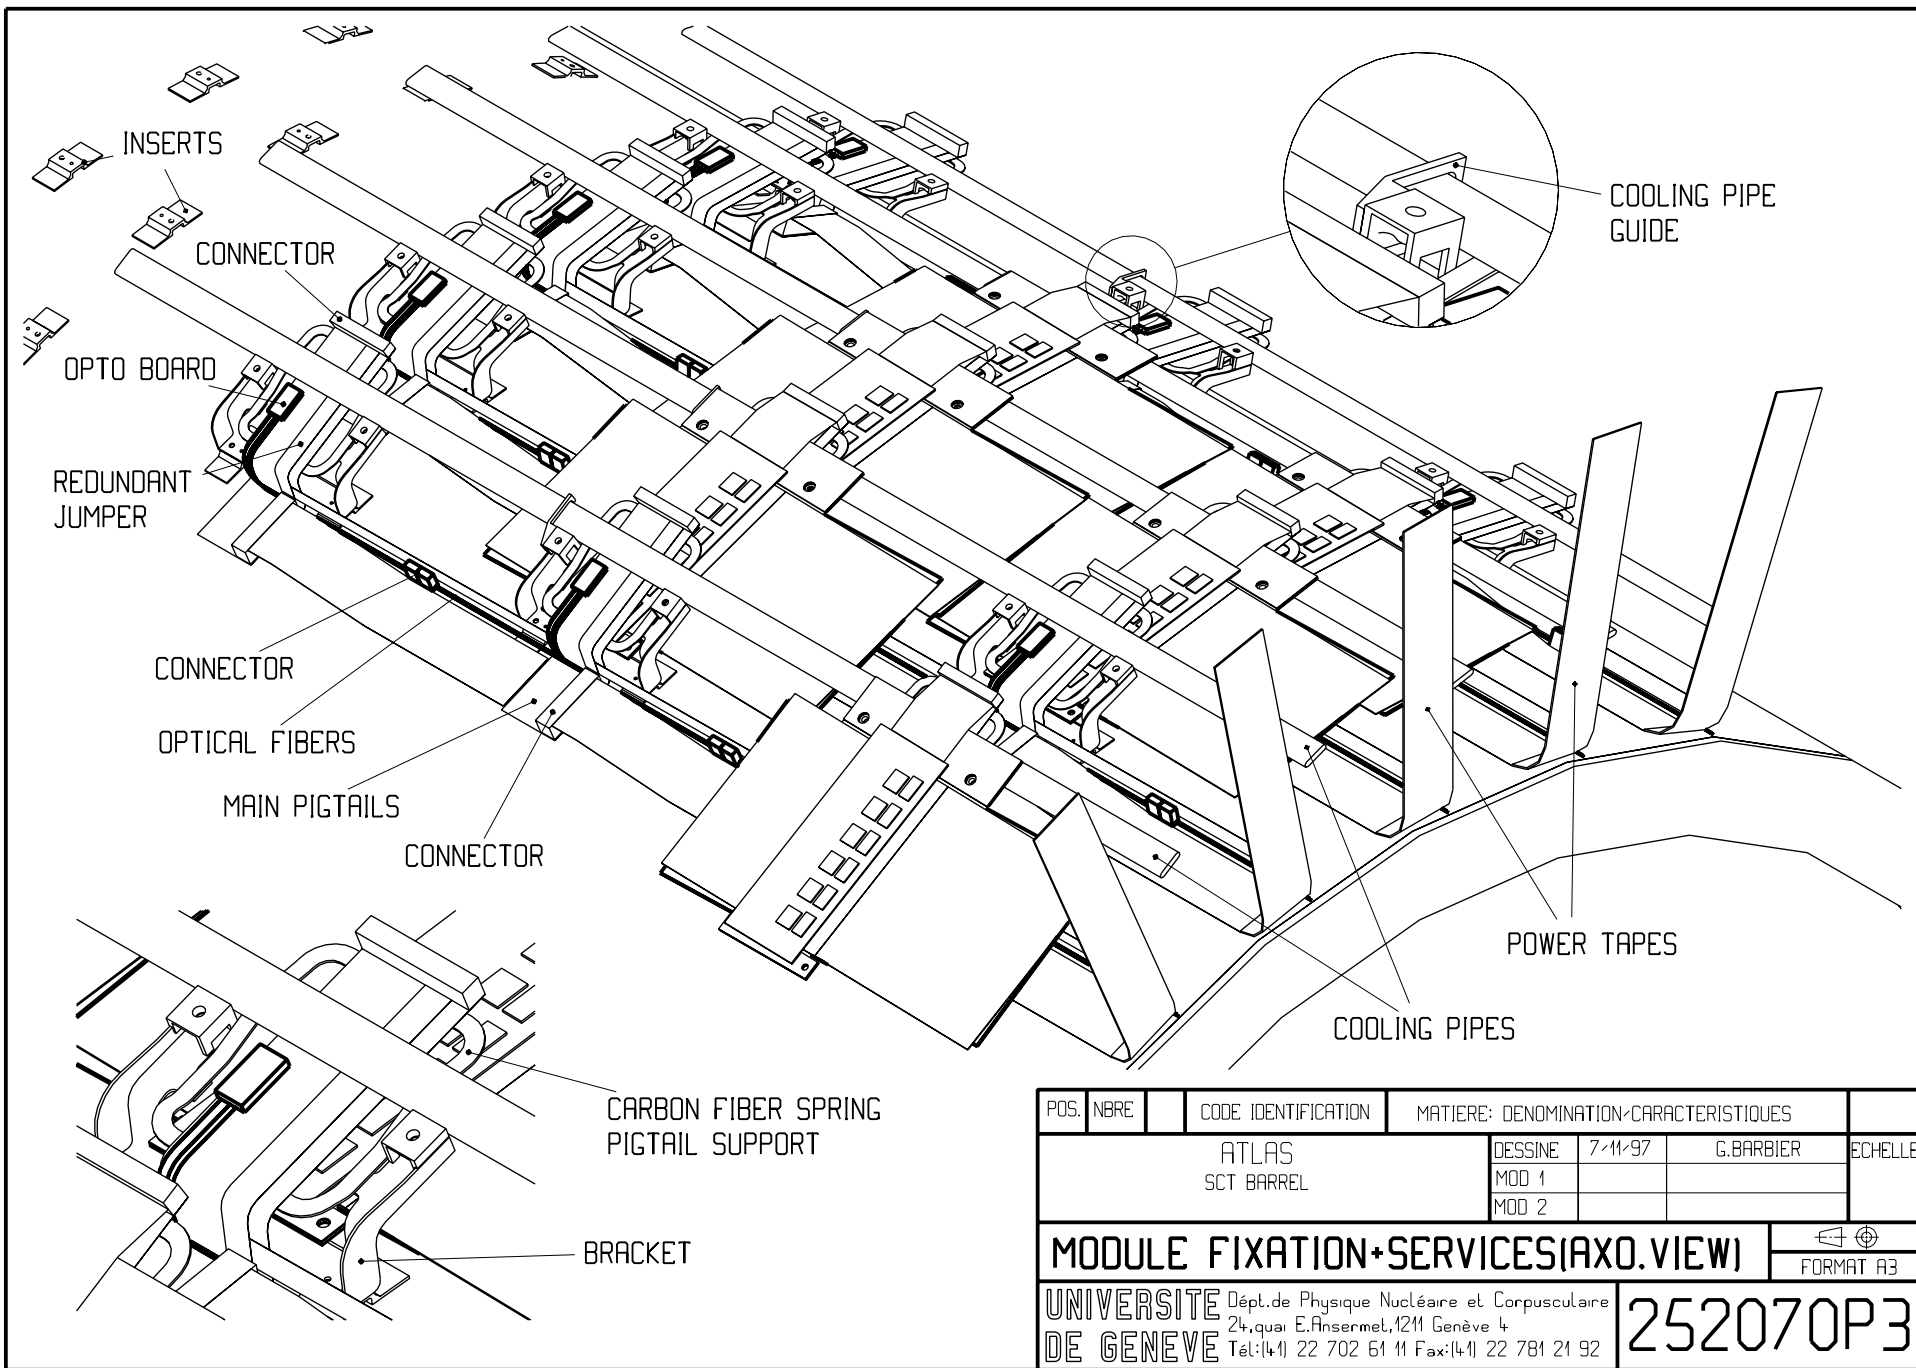 INSERTS
CONNECTOR
OPTO BOARD
REDUNDANT
JUMPER
COOLING PIPE
GUIDE
CONNECTOR
OPTICAL FIBERS
MAIN PIGTAILS
CONNECTOR
POWER TAPES
COOLING PIPES
CARBON FIBER SPRING
PIGTAIL SUPPORT
BRACKET
POS. NBRE CODE IDENTIFICATION MATIERE: DENOMINATION/CARACTERISTIQUES
ATLAS
SCT BARREL
DESSINE 7/11/97 G.BARBIER ECHELLE
MOD 1
MOD 2
MODULE FIXATION+SERVICES(AXO.VIEW)
FORMAT A3
UNIVERSITE
DE GENEVE
Dépt.de Physique Nucléaire et Corpusculaire
24,quai E.Ansermet,1211 Genève 4
Tél:(41) 22 702 61 11 Fax:(41) 22 781 21 92
252070P3